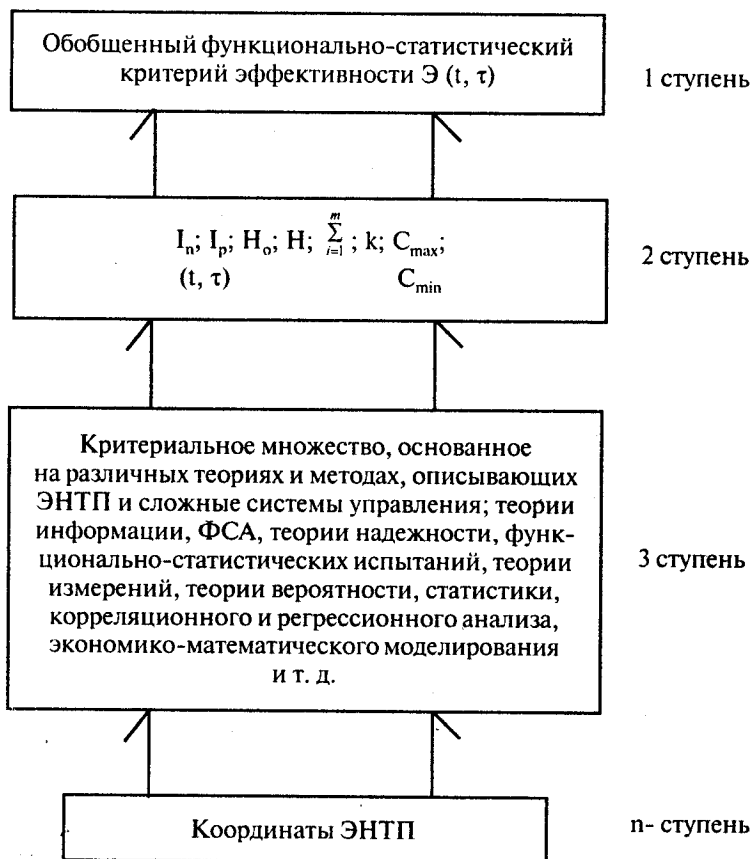 Обобщенный функционально-статистический
критерий эффективности Э (t, τ)
1 ступень
Iₙ; Iₚ; Hₒ; H; ∑ᵢ₌₁ᵐ; k; Cₘₐₓ;
(t, τ) Cₘᵢₙ
2 ступень
Критериальное множество, основанное
на различных теориях и методах, описывающих
ЭНТП и сложные системы управления; теории
информации, ФСА, теории надежности, функ-
ционально-статистических испытаний, теории
измерений, теории вероятности, статистики,
корреляционного и регрессионного анализа,
экономико-математического моделирования
и т. д.
3 ступень
Координаты ЭНТП
n- ступень